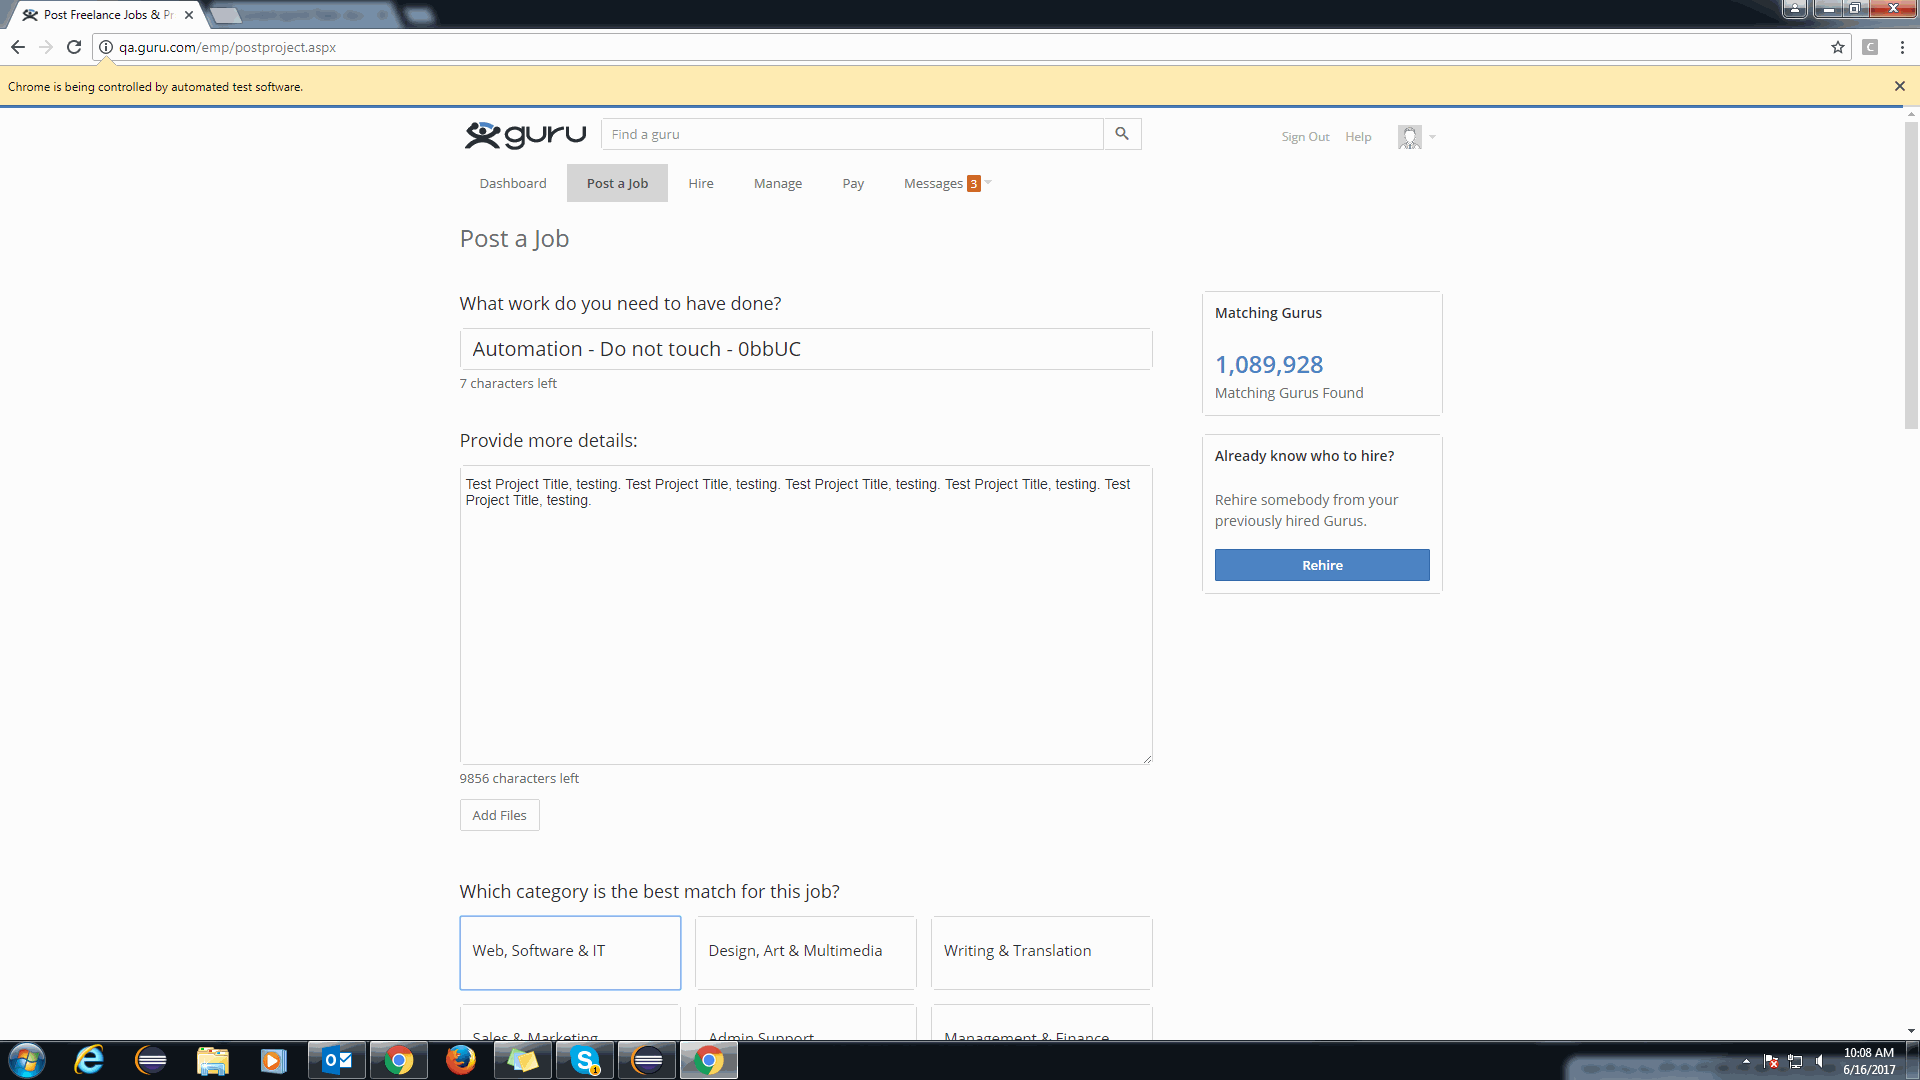 Post Freelance Jobs & Pr
qa.guru.com/emp/postproject.aspx
C
Chrome is being controlled by automated test software.
guru
Find a guru
Sign Out
Help
Dashboard
Post a Job
Hire
Manage
Pay
Messages 3
Post a Job
What work do you need to have done?
Automation - Do not touch - 0bbUC
7 characters left
Provide more details:
Test Project Title, testing. Test Project Title, testing. Test Project Title, testing. Test Project Title, testing. Test
Project Title, testing.
9856 characters left
Add Files
Matching Gurus
1,089,928
Matching Gurus Found
Already know who to hire?
Rehire somebody from your
previously hired Gurus.
Rehire
Which category is the best match for this job?
Web, Software & IT
Design, Art & Multimedia
Writing & Translation
Sales & Marketing
Admin Support
Management & Finance
1
10:08 AM
6/16/2017